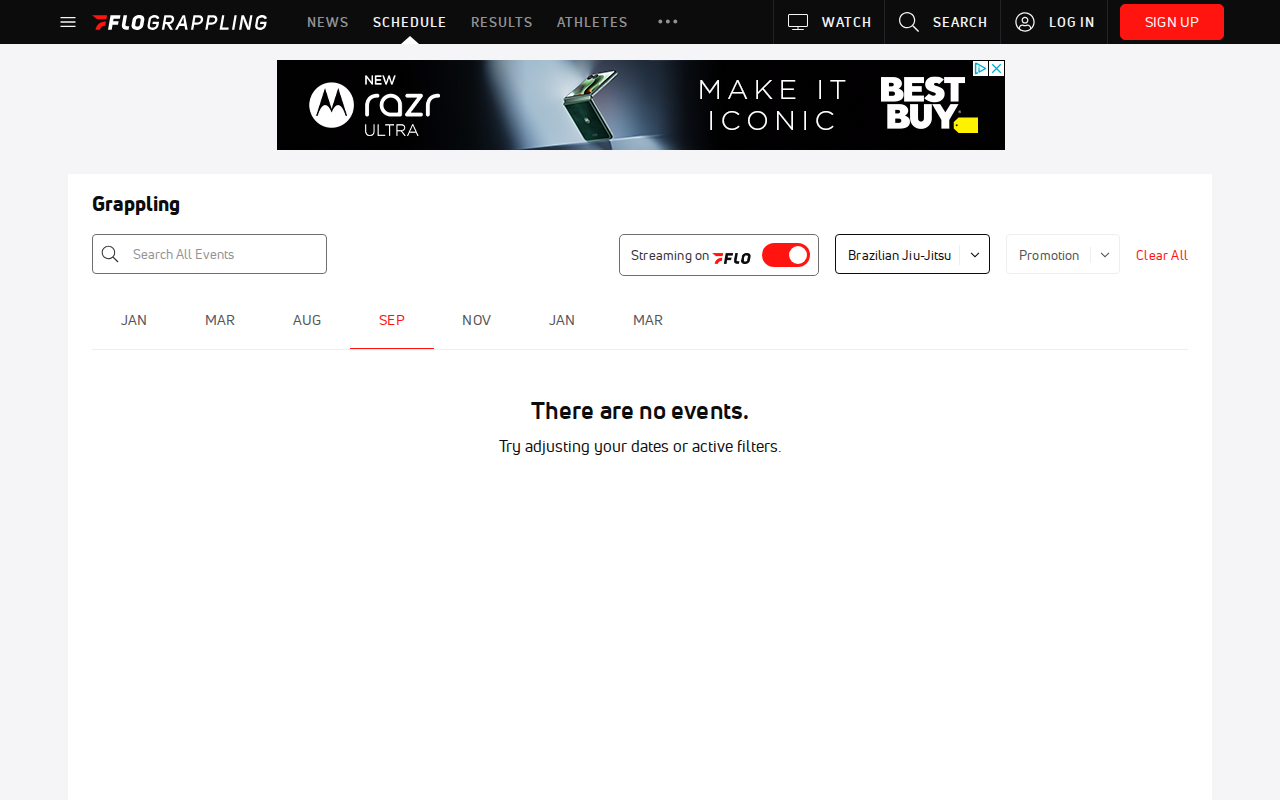 FLOGRAPPLING NEWS SCHEDULE RESULTS ATHLETES WATCH SEARCH LOG IN SIGN UP
NEW
razr
ULTRA
MAKE IT
ICONIC
BEST
BUY
Grappling
Search All Events
Streaming on FLO
Brazilian Jiu-Jitsu
Promotion
Clear All
JAN MAR AUG SEP NOV JAN MAR
There are no events.
Try adjusting your dates or active filters.